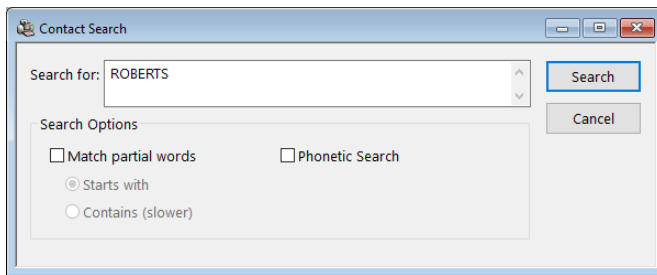 Contact Search
Search for: ROBERTS
Search
Cancel
Search Options
Match partial words
Phonetic Search
Starts with
Contains (slower)